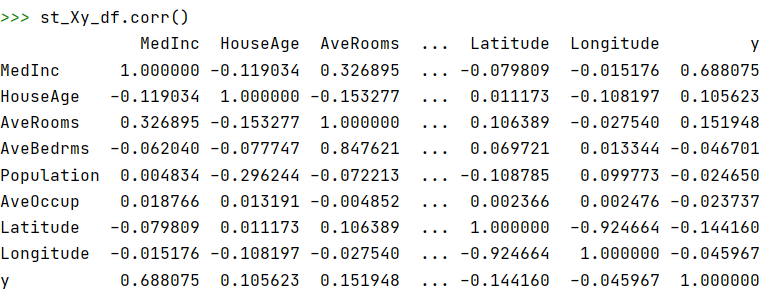 >>> st_Xy_df.corr()
              MedInc  HouseAge  AveRooms  ...  Latitude  Longitude         y
MedInc      1.000000 -0.119034  0.326895  ... -0.079809  -0.015176  0.688075
HouseAge   -0.119034  1.000000 -0.153277  ...  0.011173  -0.108197  0.105623
AveRooms    0.326895 -0.153277  1.000000  ...  0.106389  -0.027540  0.151948
AveBedrms  -0.062040 -0.077747  0.847621  ...  0.069721   0.013344 -0.046701
Population  0.004834 -0.296244 -0.072213  ... -0.108785   0.099773 -0.024650
AveOccup    0.018766  0.013191 -0.004852  ...  0.002366   0.002476 -0.023737
Latitude   -0.079809  0.011173  0.106389  ...  1.000000  -0.924664 -0.144160
Longitude  -0.015176 -0.108197 -0.027540  ... -0.924664   1.000000 -0.045967
y           0.688075  0.105623  0.151948  ... -0.144160  -0.045967  1.000000